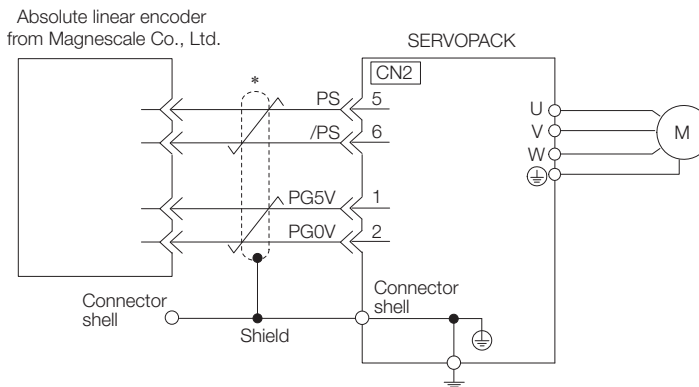 Absolute linear encoder
from Magnescale Co., Ltd.
SERVOPACK
CN2
*
PS 5
/PS 6
PG5V 1
PG0V 2
U
V
W
M
Connector
shell
Shield
Connector
shell